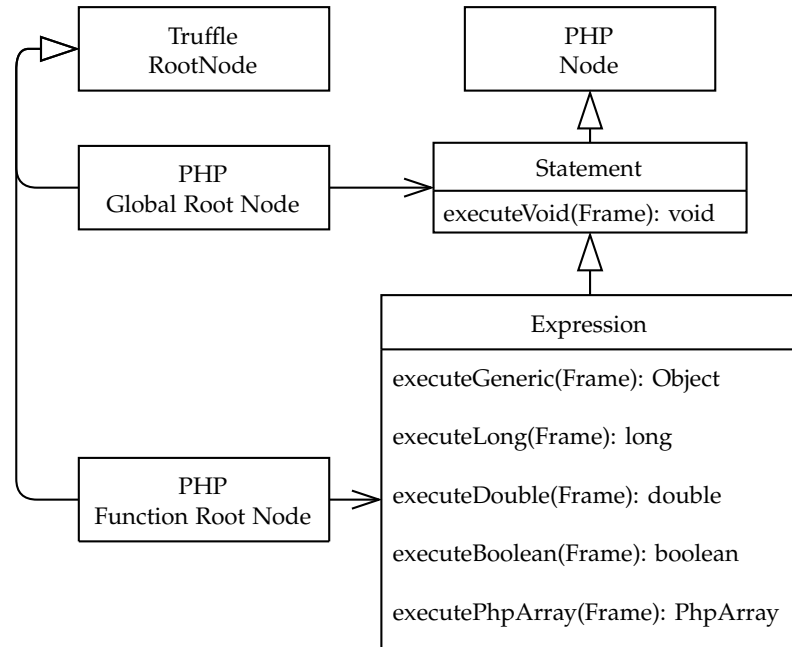 Truffle
RootNode
PHP
Node
PHP
Global Root Node
Statement
executeVoid(Frame): void
Expression
executeGeneric(Frame): Object
executeLong(Frame): long
PHP
Function Root Node
executeDouble(Frame): double
executeBoolean(Frame): boolean
executePhpArray(Frame): PhpArray